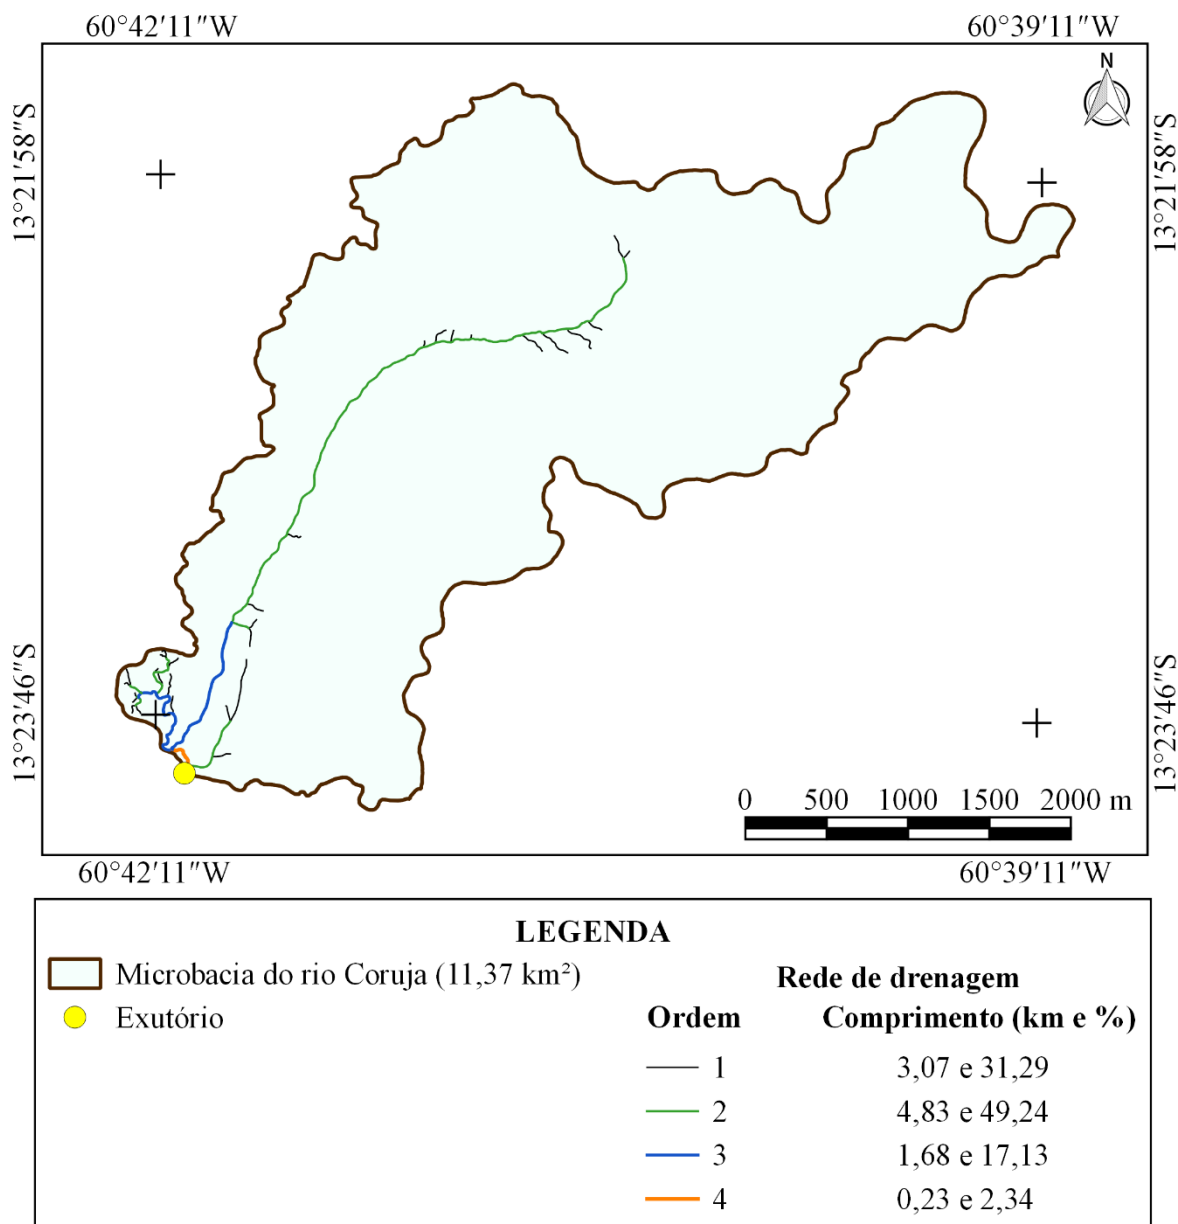 60°42'11"W 60°39'11"W
N
13°21'58"S 13°21'58"S
13°23'46"S 13°23'46"S
0 500 1000 1500 2000 m
60°42'11"W 60°39'11"W
LEGENDA
Microbacia do rio Coruja (11,37 km²)
Exutório
Rede de drenagem
Ordem Comprimento (km e %)
1 3,07 e 31,29
2 4,83 e 49,24
3 1,68 e 17,13
4 0,23 e 2,34